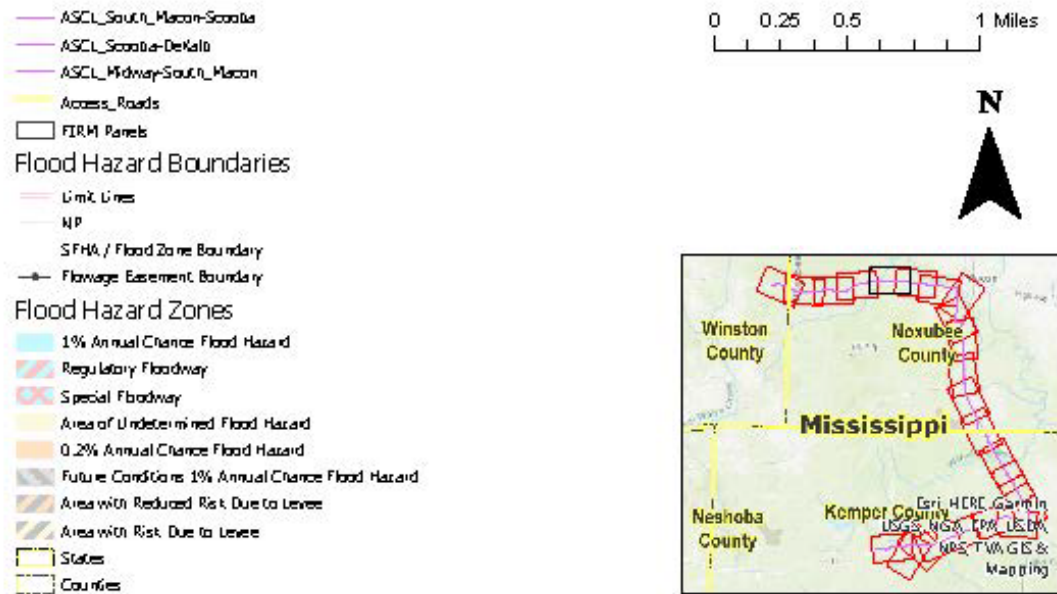 ASCL_South_Macon-Scooba
ASCL_Scooba-DeKalb
ASCL_Midway-South_Macon
Access_Roads
FIRM Panels
Flood Hazard Boundaries
Limit Lines
NP
SFHA / Flood Zone Boundary
Flowage Easement Boundary
Flood Hazard Zones
1% Annual Chance Flood Hazard
Regulatory Floodway
Special Floodway
Area of Undetermined Flood Hazard
0.2% Annual Chance Flood Hazard
Future Conditions 1% Annual Chance Flood Hazard
Area with Reduced Risk Due to Levee
Area with Risk Due to Levee
States
Counties
0 0.25 0.5 1 Miles
N
Winston
County
Noxubee
County
Mississippi
Neshoba
County
Kemper County
Esri, HERE, Garmin
USGS, NGA, EPA, USDA
NPS, TVA GIS &
Mapping